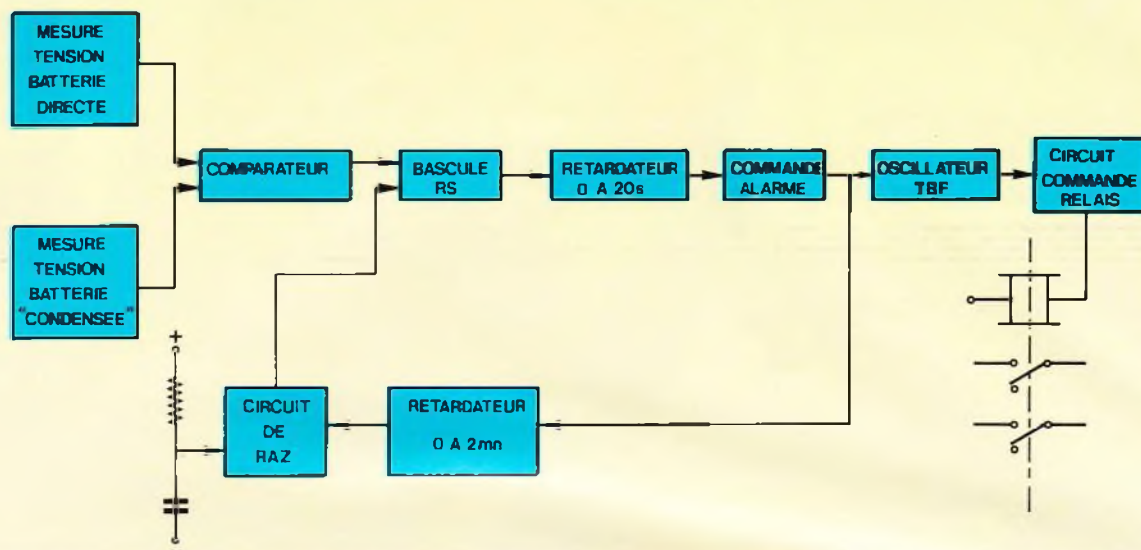 MESURE
TENSION
BATTERIE
DIRECTE
MESURE
TENSION
BATTERIE
"CONDENSEE"
COMPARATEUR
BASCULE
RS
RETARDATEUR
0 A 20s
COMMANDE
ALARME
OSCILLATEUR
TBF
CIRCUIT
COMMANDE
RELAIS
+
CIRCUIT
DE
RAZ
RETARDATEUR
0 A 2mn